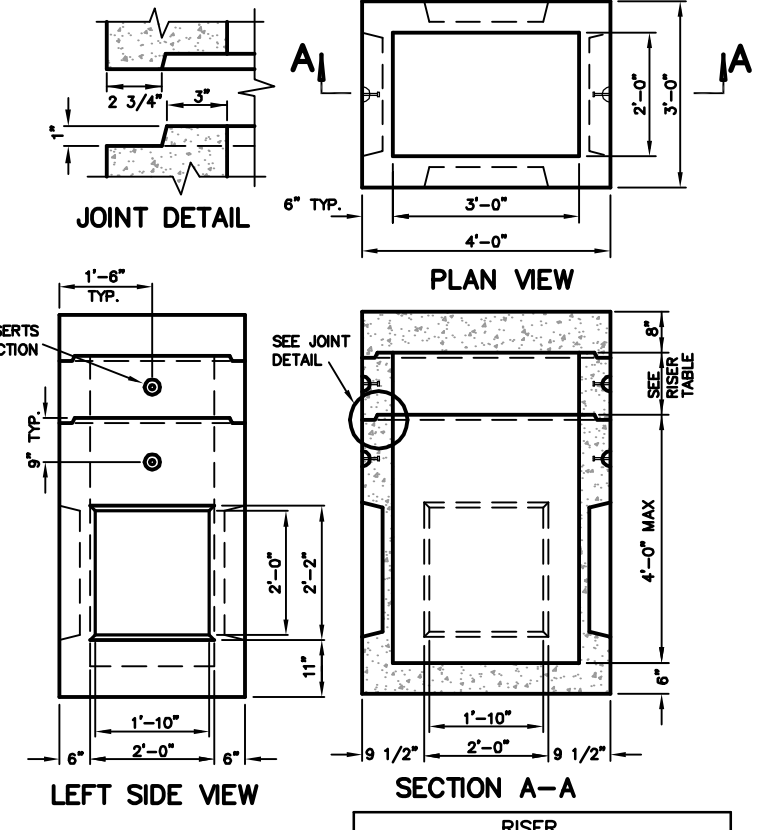 2 3/4"
3"
1"
JOINT DETAIL
A
A
2'-0"
3'-0"
6" TYP.
3'-0"
4'-0"
PLAN VIEW
1'-6"
TYP.
SERTS
CTION
9" TYP.
2'-0"
2'-2"
11"
1'-10"
6"
2'-0"
6"
LEFT SIDE VIEW
SEE JOINT
DETAIL
8"
SEE
RISER
TABLE
4'-0" MAX
6"
1'-10"
9 1/2"
2'-0"
9 1/2"
SECTION A-A
RISER